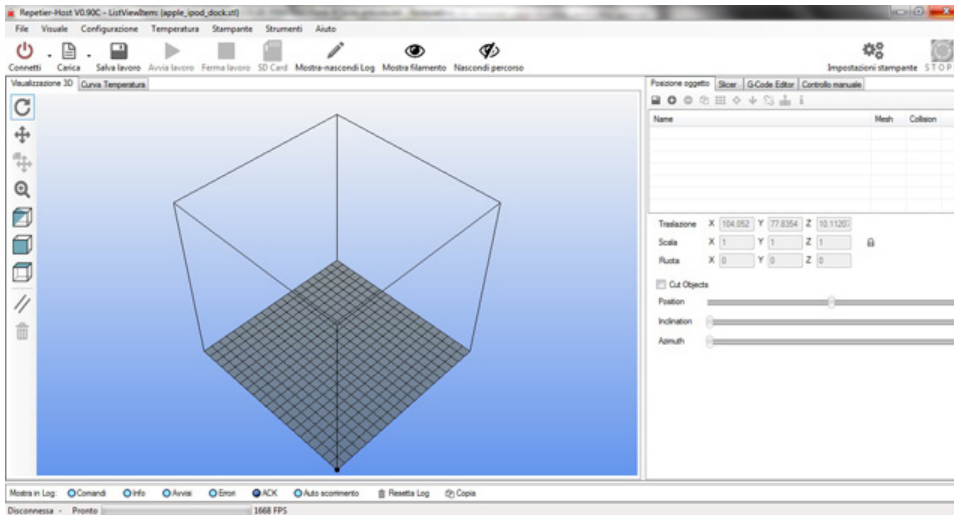 Repetier-Host V0.90C - ListViewItems (apple_ipod_dock.stl)
File Visuale Configurazione Temperatura Stampante Strumenti Aiuto
Connetti Carica Salva lavoro Avvia lavoro Ferma lavoro SD Card Mostra-nascondi Log Mostra filamento Nascondi percorso Impostazioni stampante STOP
Visualizzazione 3D Curva Temperatura
Posizione oggetto Slicer G-Code Editor Controllo manuale
Name Mesh Collision
Traslazione X 104.052 Y 77.8354 Z 10.1120
Scala X 1 Y 1 Z 1
Ruota X 0 Y 0 Z 0
Cut Objects
Position
Inclination
Azimuth
Mostra in Log: Comandi Info Avvisi Errori ACK Auto scorrimento Resetta Log Copia
Disconnessa - Pronto 1668 FPS